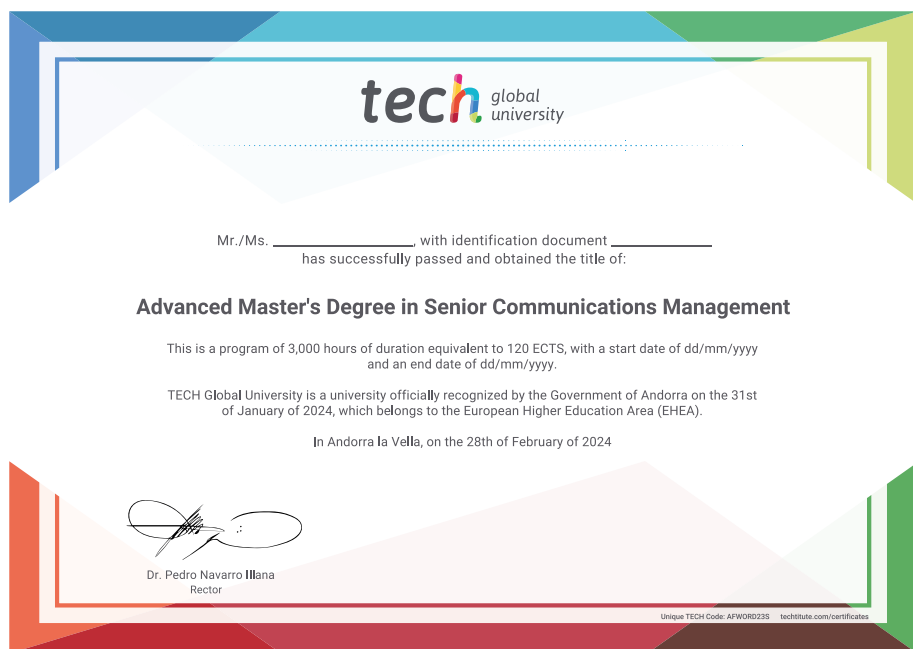 tech global university
Mr./Ms. ____________________, with identification document ______________
has successfully passed and obtained the title of:
Advanced Master's Degree in Senior Communications Management
This is a program of 3,000 hours of duration equivalent to 120 ECTS, with a start date of dd/mm/yyyy
and an end date of dd/mm/yyyy.
TECH Global University is a university officially recognized by the Government of Andorra on the 31st
of January of 2024, which belongs to the European Higher Education Area (EHEA).
In Andorra la Vella, on the 28th of February of 2024
Dr. Pedro Navarro Illana
Rector
Unique TECH Code: AFWORD23S techtitute.com/certificates